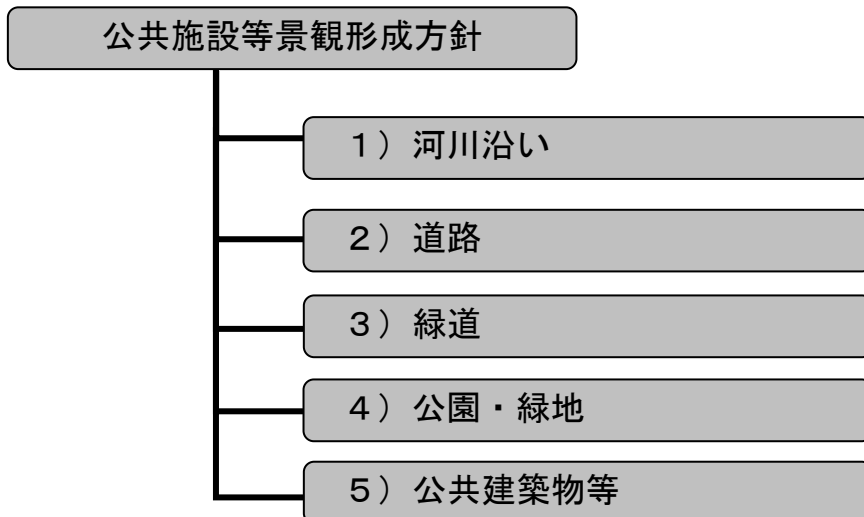 公共施設等景観形成方針
１）河川沿い
２）道路
３）緑道
４）公園・緑地
５）公共建築物等